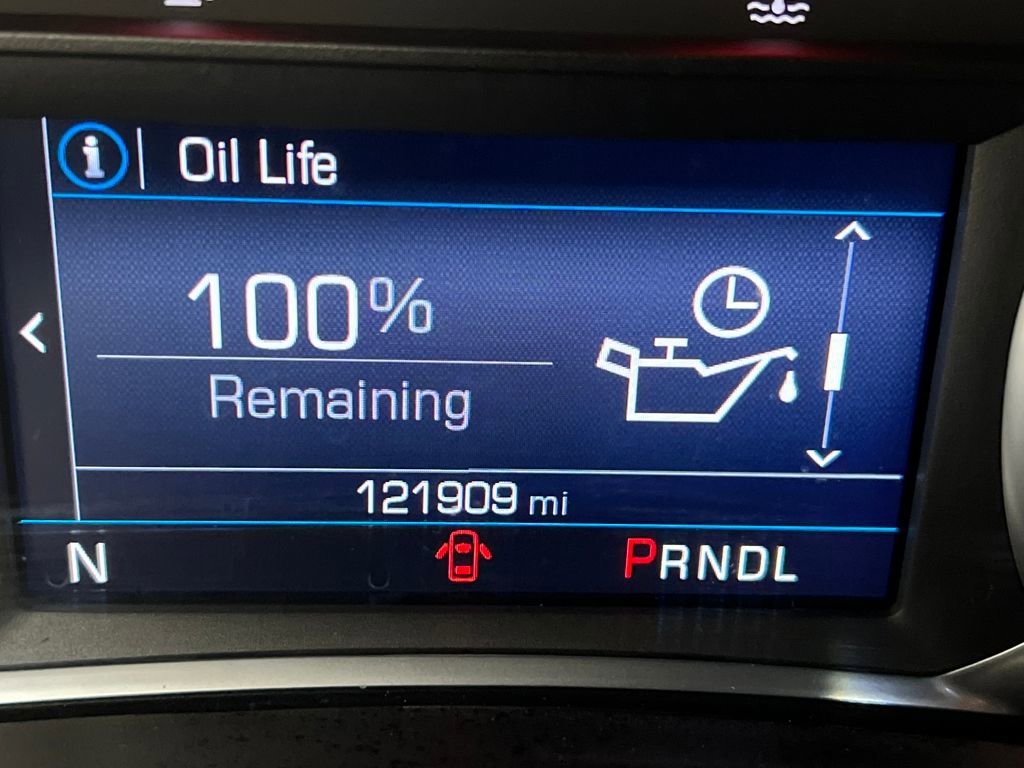 i Oil Life
100%
Remaining
121909 mi
N PRNDL